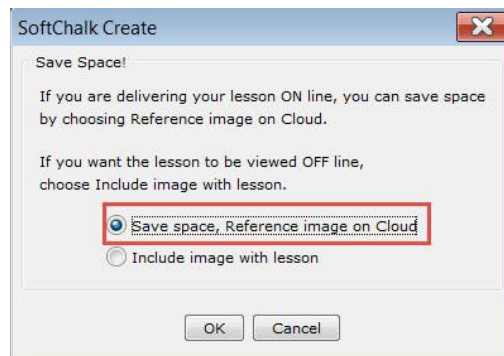 SoftChalk Create
Save Space!
If you are delivering your lesson ON line, you can save space
by choosing Reference image on Cloud.
If you want the lesson to be viewed OFF line,
choose Include image with lesson.
Save space, Reference image on Cloud
Include image with lesson
OK Cancel